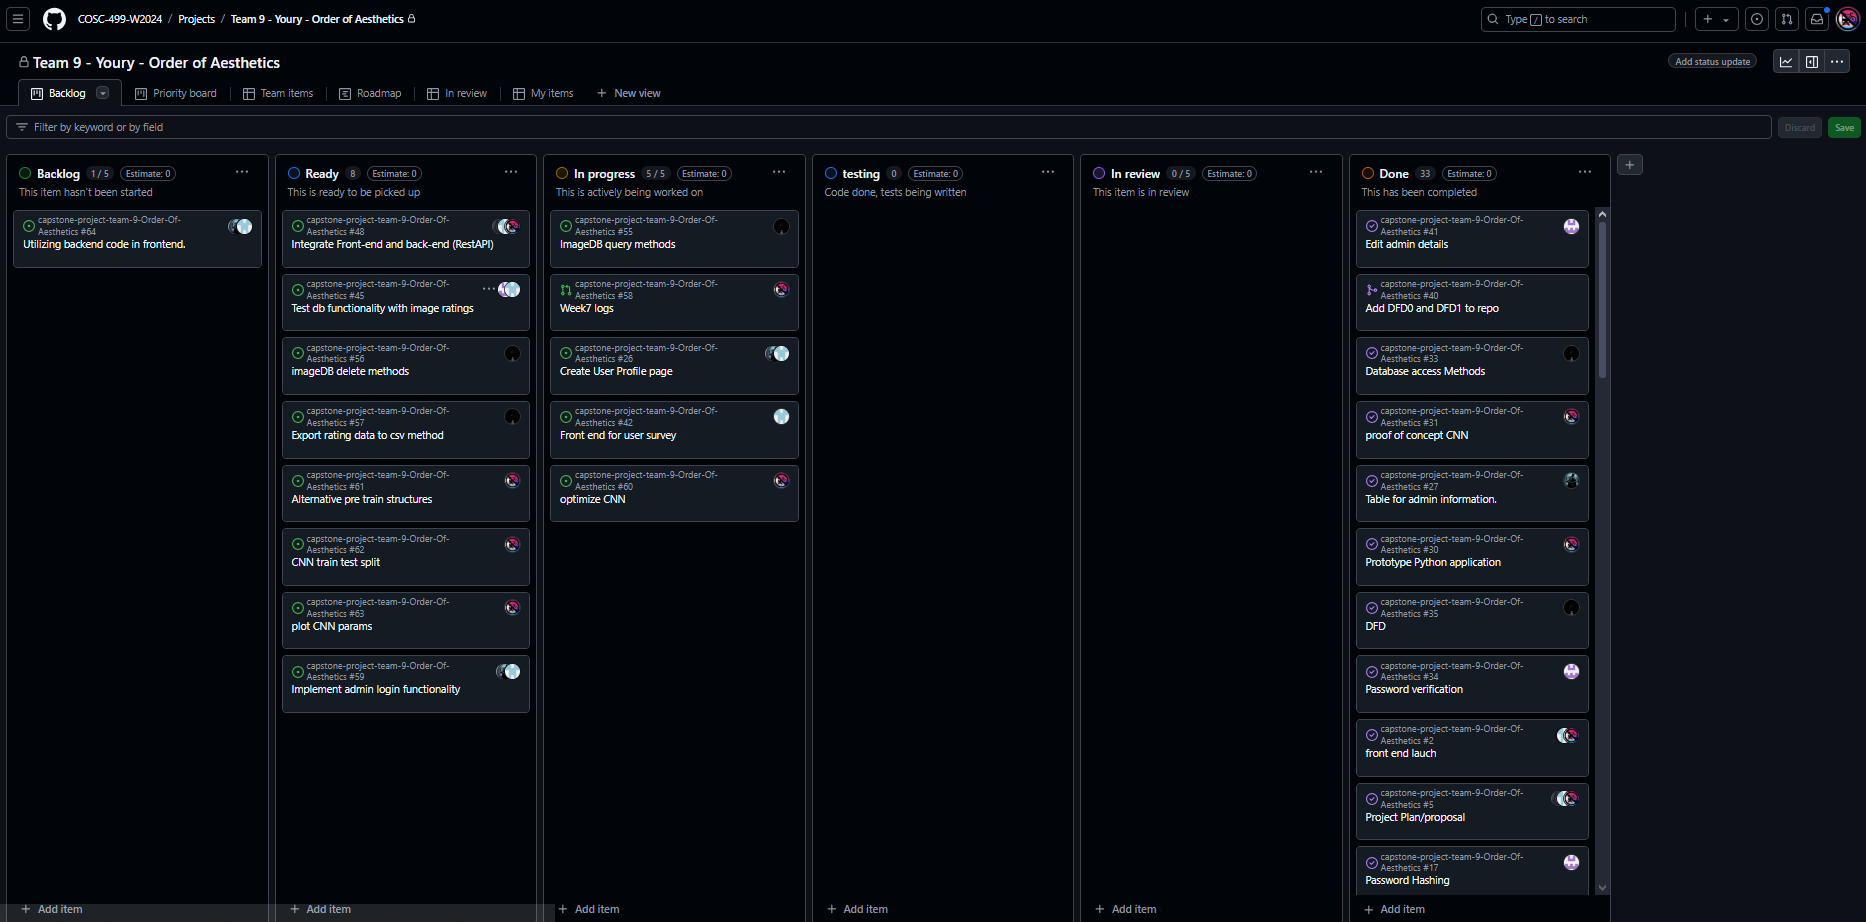 COSC-499-W2024 / Projects / Team 9 - Youry - Order of Aesthetics
Type / to search
Team 9 - Youry - Order of Aesthetics
Add status update
Backlog
Priority board
Team items
Roadmap
In review
My items
+ New view
Filter by keyword or by field
Discard
Save
Backlog 1 / 5 Estimate: 0
This item hasn't been started
capstone-project-team-9-Order-Of-
Aesthetics #64
Utilizing backend code in frontend.
+ Add item
Ready 8 Estimate: 0
This is ready to be picked up
capstone-project-team-9-Order-Of-
Aesthetics #48
Integrate Front-end and back-end (RestAPI)
capstone-project-team-9-Order-Of-
Aesthetics #45
Test db functionality with image ratings
capstone-project-team-9-Order-Of-
Aesthetics #56
imageDB delete methods
capstone-project-team-9-Order-Of-
Aesthetics #57
Export rating data to csv method
capstone-project-team-9-Order-Of-
Aesthetics #61
Alternative pre train structures
capstone-project-team-9-Order-Of-
Aesthetics #62
CNN train test split
capstone-project-team-9-Order-Of-
Aesthetics #63
plot CNN params
capstone-project-team-9-Order-Of-
Aesthetics #59
Implement admin login functionality
+ Add item
In progress 5 / 5 Estimate: 0
This is actively being worked on
capstone-project-team-9-Order-Of-
Aesthetics #55
ImageDB query methods
capstone-project-team-9-Order-Of-
Aesthetics #58
Week7 logs
capstone-project-team-9-Order-Of-
Aesthetics #26
Create User Profile page
capstone-project-team-9-Order-Of-
Aesthetics #42
Front end for user survey
capstone-project-team-9-Order-Of-
Aesthetics #60
optimize CNN
+ Add item
testing 0 Estimate: 0
Code done, tests being written
+ Add item
In review 0 / 5 Estimate: 0
This item is in review
+ Add item
Done 33 Estimate: 0
This has been completed
capstone-project-team-9-Order-Of-
Aesthetics #41
Edit admin details
capstone-project-team-9-Order-Of-
Aesthetics #40
Add DFD0 and DFD1 to repo
capstone-project-team-9-Order-Of-
Aesthetics #33
Database access Methods
capstone-project-team-9-Order-Of-
Aesthetics #31
proof of concept CNN
capstone-project-team-9-Order-Of-
Aesthetics #27
Table for admin information.
capstone-project-team-9-Order-Of-
Aesthetics #30
Prototype Python application
capstone-project-team-9-Order-Of-
Aesthetics #35
DFD
capstone-project-team-9-Order-Of-
Aesthetics #34
Password verification
capstone-project-team-9-Order-Of-
Aesthetics #2
front end lauch
capstone-project-team-9-Order-Of-
Aesthetics #5
Project Plan/proposal
capstone-project-team-9-Order-Of-
Aesthetics #17
Password Hashing
+ Add item